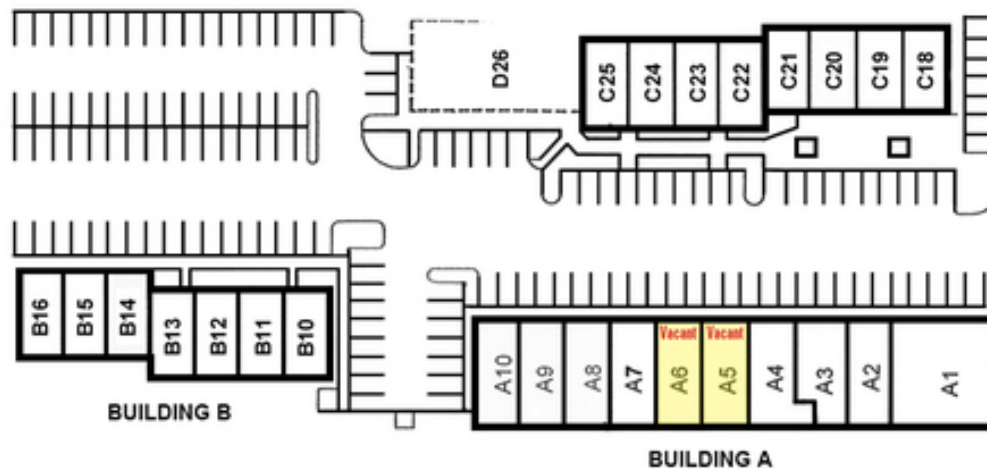 D26
C25
C24
C23
C22
C21
C20
C19
C18
B16
B15
B14
B13
B12
B11
B10
BUILDING B
A10
A9
A8
A7
Vacant
A6
Vacant
A5
A4
A3
A2
A1
BUILDING A